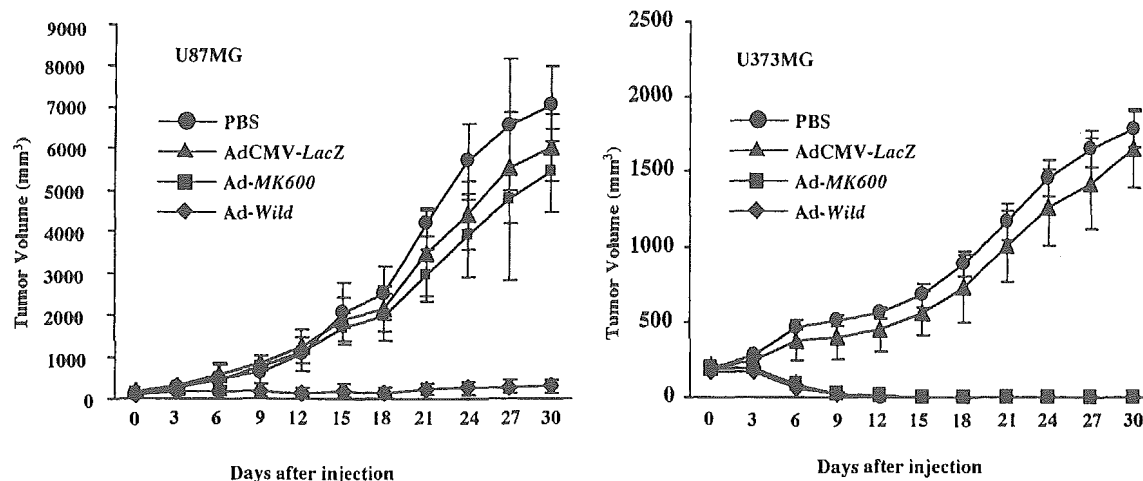 U87MG
PBS
AdCMV-LacZ
Ad-MK600
Ad-Wild
Tumor Volume (mm³)
9000
8000
7000
6000
5000
4000
3000
2000
1000
0
0 3 6 9 12 15 18 21 24 27 30
Days after injection
U373MG
PBS
AdCMV-LacZ
Ad-MK600
Ad-Wild
Tumor Volume (mm³)
2500
2000
1500
1000
500
0
0 3 6 9 12 15 18 21 24 27 30
Days after injection